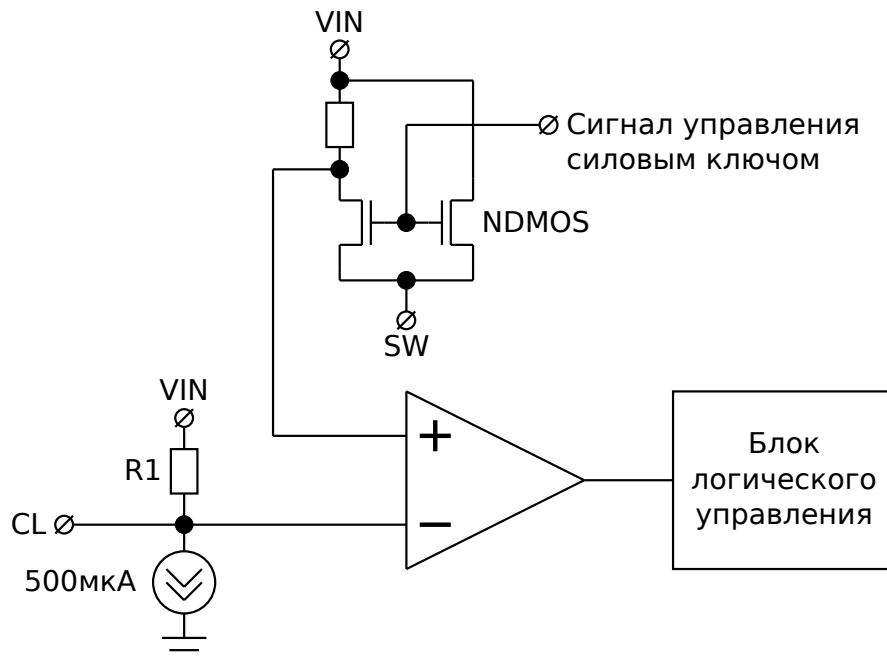 VIN
Сигнал управления
силовым ключом
NDMOS
SW
VIN
R1
CL
500мкА
+
−
Блок
логического
управления